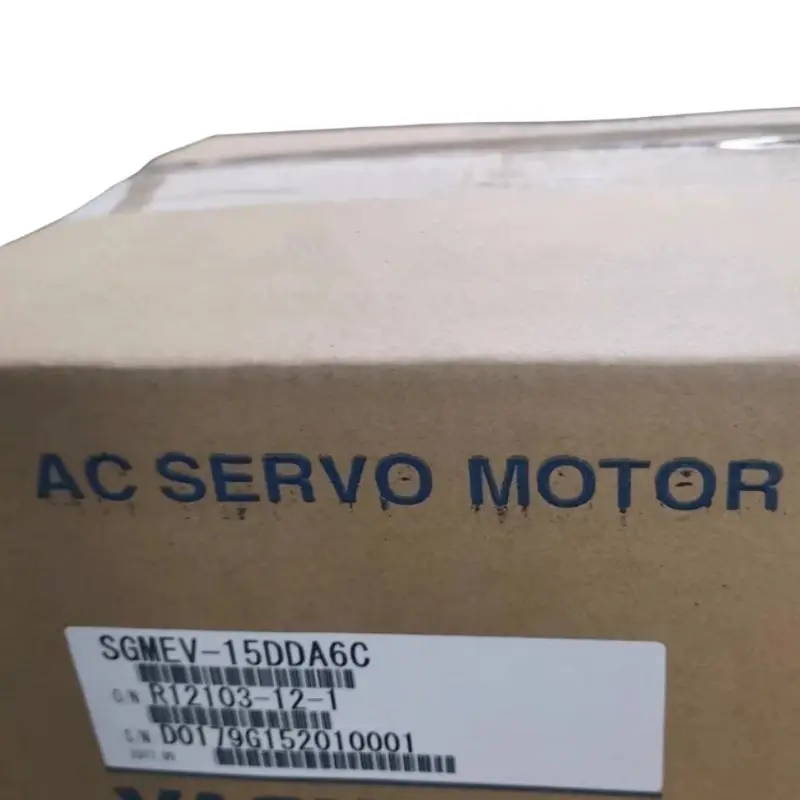 AC SERVO MOTOR
SGMEV-15DDA6C
O.N R12103-12-1
S.N D0179G152010001